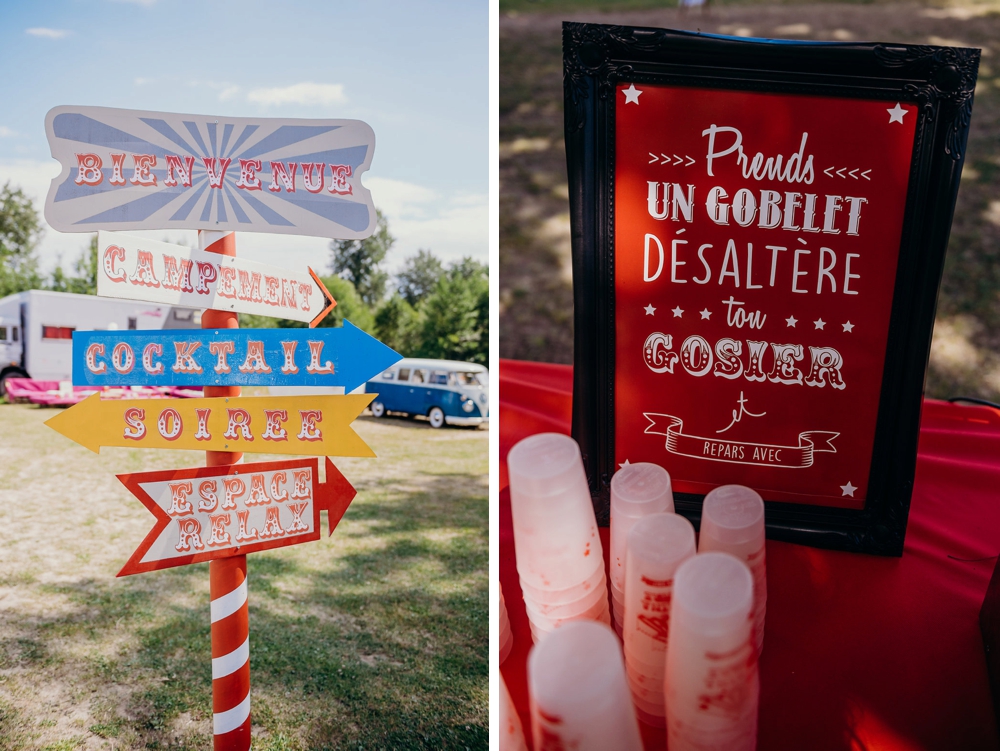 BIENVENUE
CAMPEMENT
COCKTAIL
SOIREE
ESPACE
RELAX
>>>> Prends <<<<
UN GOBELET
DÉSALTÈRE
ton
GOSIER
et
REPARS AVEC